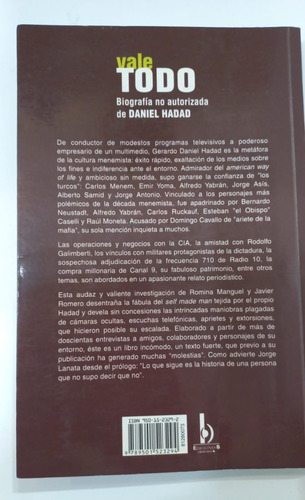 vale
TODO
Biografía no autorizada
de DANIEL HADAD
De conductor de modestos programas televisivos a poderoso
empresario de un multimedio, Gerardo Daniel Hadad es la metáfora
de la cultura menemista: éxito rápido, exaltación de los medios sobre
los fines e indiferencia ante el entorno. Admirador del american way
of life y ambicioso sin medida, supo ganarse la confianza de "los
turcos": Carlos Menem, Emir Yoma, Alfredo Yabrán, Jorge Asís,
Alberto Samid y Jorge Antonio. Vinculado a los personajes más
polémicos de la década menemista, fue apadrinado por Bernardo
Neustadt, Alfredo Yabrán, Carlos Ruckauf, Esteban "el Obispo"
Caselli y Raúl Moneta. Acusado por Domingo Cavallo de "ariete de la
mafia", su sola mención inquieta a muchos.
Las operaciones y negocios con la CIA, la amistad con Rodolfo
Galimberti, los vínculos con militares protagonistas de la dictadura, la
sospechosa adjudicación de la frecuencia 710 de Radio 10, la
compra millonaria de Canal 9, su fabuloso patrimonio, entre otros
temas, son abordados en un apasionante relato periodístico.
Esta audaz y valiente investigación de Romina Manguel y Javier
Romero desentraña la fábula del self made man tejida por el propio
Hadad y devela sin concesiones las intrincadas maniobras plagadas
de cámaras ocultas, escuchas telefónicas, aprietes y extorsiones,
que hicieron posible su escalada. Elaborado a partir de más de
doscientas entrevistas a amigos, colaboradores y personajes de su
entorno, éste es un libro incómodo, un texto fuerte, que previo a su
publicación ha generado muchas "molestias". Como advierte Jorge
Lanata desde el prólogo: "Lo que sigue es la historia de una persona
que no supo decir que no".
ISBN 950-15-2329-2
9 789501 523294
EDICIONES